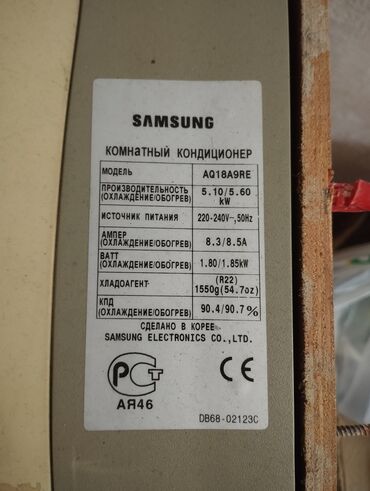 SAMSUNG
КОМНАТНЫЙ КОНДИЦИОНЕР
МОДЕЛЬ AQ18A9RE
ПРОИЗВОДИТЕЛЬНОСТЬ 5.10/5.60
(ОХЛАЖДЕНИЕ/ОБОГРЕВ) kW
ИСТОЧНИК ПИТАНИЯ 220-240V~,50Hz
АМПЕР
(ОХЛАЖДЕНИЕ/ОБОГРЕВ) 8.3/8.5A
ВАТТ
(ОХЛАЖДЕНИЕ/ОБОГРЕВ) 1.80/1.85kW
ХЛАДОАГЕНТ (R22)
1550g(54.7oz)
КПД
(ОХЛАЖДЕНИЕ/ОБОГРЕВ) 90.4/90.7%
СДЕЛАНО В КОРЕЕ
SAMSUNG ELECTRONICS CO.,LTD.
РСТ CE
АЯ46
DB68-02123C